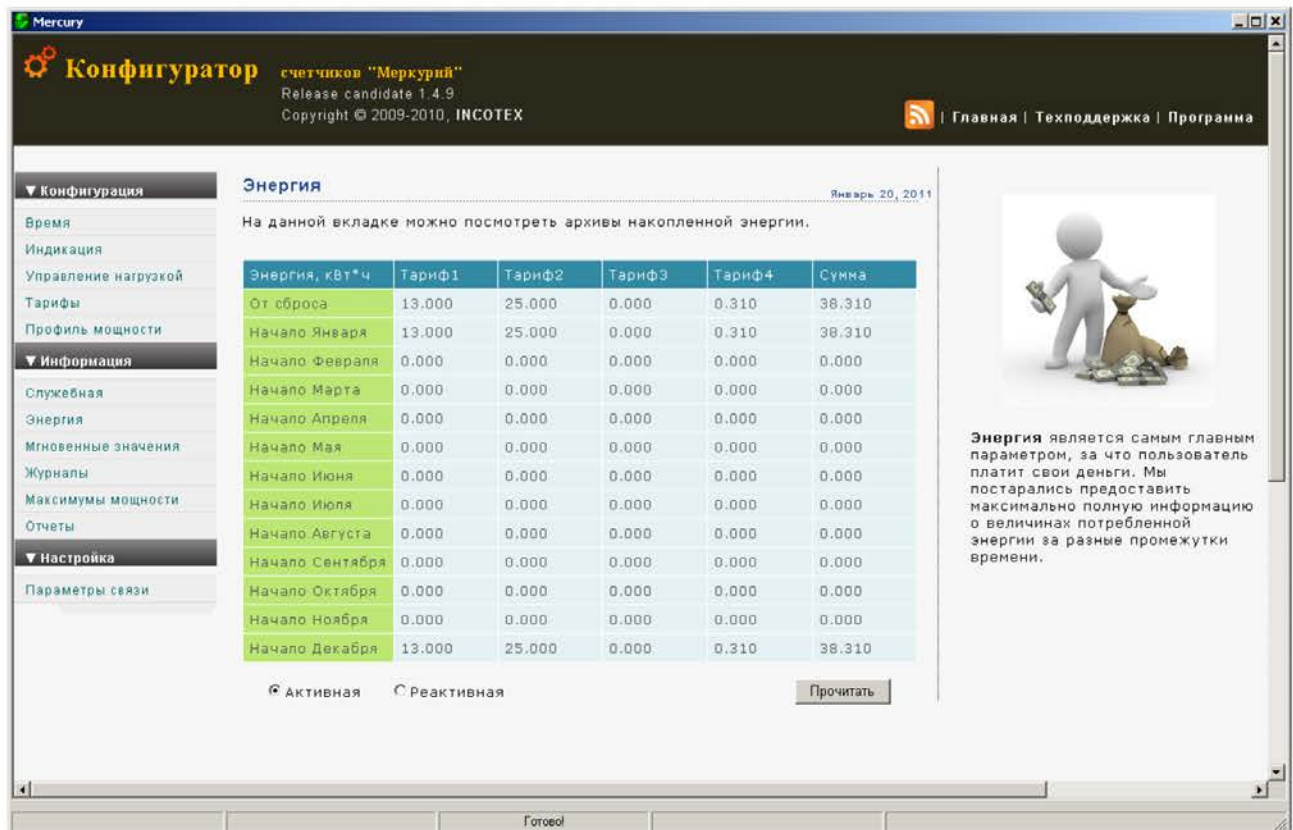 Mercury
Конфигуратор счетчиков "Меркурий"
Release candidate 1.4.9
Copyright © 2009-2010, INCOTEX
| Главная | Техподдержка | Программа
▼ Конфигурация
Время
Индикация
Управление нагрузкой
Тарифы
Профиль мощности
▼ Информация
Служебная
Энергия
Мгновенные значения
Журналы
Максимумы мощности
Отчеты
▼ Настройка
Параметры связи
Энергия
Январь 20, 2011
На данной вкладке можно посмотреть архивы накопленной энергии.
Энергия, кВт*ч Тариф1 Тариф2 Тариф3 Тариф4 Сумма
От сброса 13.000 25.000 0.000 0.310 38.310
Начало Января 13.000 25.000 0.000 0.310 38.310
Начало Февраля 0.000 0.000 0.000 0.000 0.000
Начало Марта 0.000 0.000 0.000 0.000 0.000
Начало Апреля 0.000 0.000 0.000 0.000 0.000
Начало Мая 0.000 0.000 0.000 0.000 0.000
Начало Июня 0.000 0.000 0.000 0.000 0.000
Начало Июля 0.000 0.000 0.000 0.000 0.000
Начало Августа 0.000 0.000 0.000 0.000 0.000
Начало Сентября 0.000 0.000 0.000 0.000 0.000
Начало Октября 0.000 0.000 0.000 0.000 0.000
Начало Ноября 0.000 0.000 0.000 0.000 0.000
Начало Декабря 13.000 25.000 0.000 0.310 38.310
Активная Реактивная Прочитать
Энергия является самым главным
параметром, за что пользователь
платит свои деньги. Мы
постарались предоставить
максимально полную информацию
о величинах потребленной
энергии за разные промежутки
времени.
Готово!